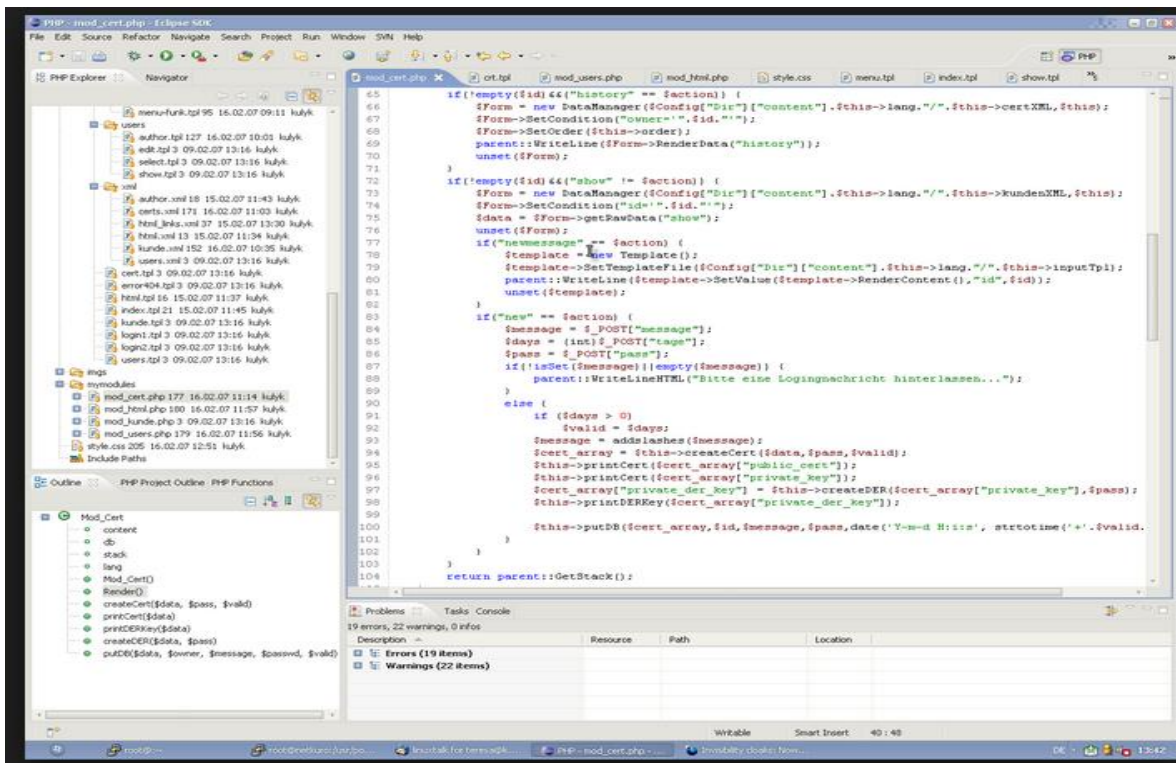 PHP - mod_cert.php - Eclipse SDK
File Edit Source Refactor Navigate Search Project Run Window SVN Help
PHP
PHP Explorer Navigator
mod_cert.php crt.tpl mod_users.php mod_html.php style.css menu.tpl index.tpl show.tpl
menu-funk.tpl 95 16.02.07 09:11 kulyk
users
author.tpl 127 16.02.07 10:01 kulyk
edit.tpl 3 09.02.07 13:16 kulyk
select.tpl 3 09.02.07 13:16 kulyk
show.tpl 3 09.02.07 13:16 kulyk
xml
author.xml 18 15.02.07 11:43 kulyk
certs.xml 171 16.02.07 11:03 kulyk
html_links.xml 37 15.02.07 13:30 kulyk
html.xml 13 15.02.07 11:34 kulyk
kunde.xml 152 16.02.07 10:35 kulyk
users.xml 3 09.02.07 13:16 kulyk
cert.tpl 3 09.02.07 13:16 kulyk
error404.tpl 3 09.02.07 13:16 kulyk
html.tpl 16 15.02.07 11:37 kulyk
index.tpl 21 15.02.07 11:45 kulyk
kunde.tpl 3 09.02.07 13:16 kulyk
login1.tpl 3 09.02.07 13:16 kulyk
login2.tpl 3 09.02.07 13:16 kulyk
users.tpl 3 09.02.07 13:16 kulyk
imgs
mymodules
mod_cert.php 177 16.02.07 11:14 kulyk
mod_html.php 180 16.02.07 11:57 kulyk
mod_kunde.php 3 09.02.07 13:16 kulyk
mod_users.php 179 16.02.07 11:56 kulyk
style.css 205 16.02.07 12:51 kulyk
Include Paths
65 if(!empty($id)&&("history" == $action)) {
66 $Form = new DataManager($Config["Dir"]["content"].$this->lang."/".$this->certXML,$this);
67 $Form->SetCondition("owner='".$id."'");
68 $Form->SetOrder($this->order);
69 parent::WriteLine($Form->RenderData("history"));
70 unset($Form);
71 }
72 if(!empty($id)&&("show" != $action)) {
73 $Form = new DataManager($Config["Dir"]["content"].$this->lang."/".$this->kundenXML,$this);
74 $Form->SetCondition("id='".$id."'");
75 $data = $Form->getRawData("show");
76 unset($Form);
77 if("newmessage" == $action) {
78 $template = new Template();
79 $template->SetTemplateFile($Config["Dir"]["content"].$this->lang."/".$this->inputTpl);
80 parent::WriteLine($template->SetValue($template->RenderContent(),"id",$id));
81 unset($template);
82 }
83 if("new" == $action) {
84 $message = $_POST["message"];
85 $days = (int)$_POST["tage"];
86 $pass = $_POST["pass"];
87 if(!isSet($message)||empty($message)) {
88 parent::WriteLineHTML("Bitte eine Logingnachricht hinterlassen...");
89 }
90 else {
91 if ($days > 0)
92 $valid = $days;
93 $message = addslashes($message);
94 $cert_array = $this->createCert($data,$pass,$valid);
95 $this->printCert($cert_array["public_cert"]);
96 $this->printCert($cert_array["private_key"]);
97 $cert_array["private_der_key"] = $this->createDER($cert_array["private_key"],$pass);
98 $this->printDERKey($cert_array["private_der_key"]);
99
100 $this->putDB($cert_array,$id,$message,$pass,date('Y-m-d H:i:s', strtotime('+'.$valid.
101 }
102 }
103 }
104 return parent::GetStack();
Outline PHP Project Outline PHP Functions
Mod_Cert
content
db
stack
lang
Mod_Cert()
Render()
createCert($data, $pass, $valid)
printCert($data)
printDERKey($data)
createDER($data, $pass)
putDB($data, $owner, $message, $passwd, $valid)
Problems Tasks Console
19 errors, 22 warnings, 0 infos
Description Resource Path Location
Errors (19 items)
Warnings (22 items)
Writable Smart Insert 40 : 48
root@:~ root@netkuro:/usr/po... linuxtalk for teresa@k... PHP - mod_cert.php - ... Invisibility cloaks: Now... DE 13:42